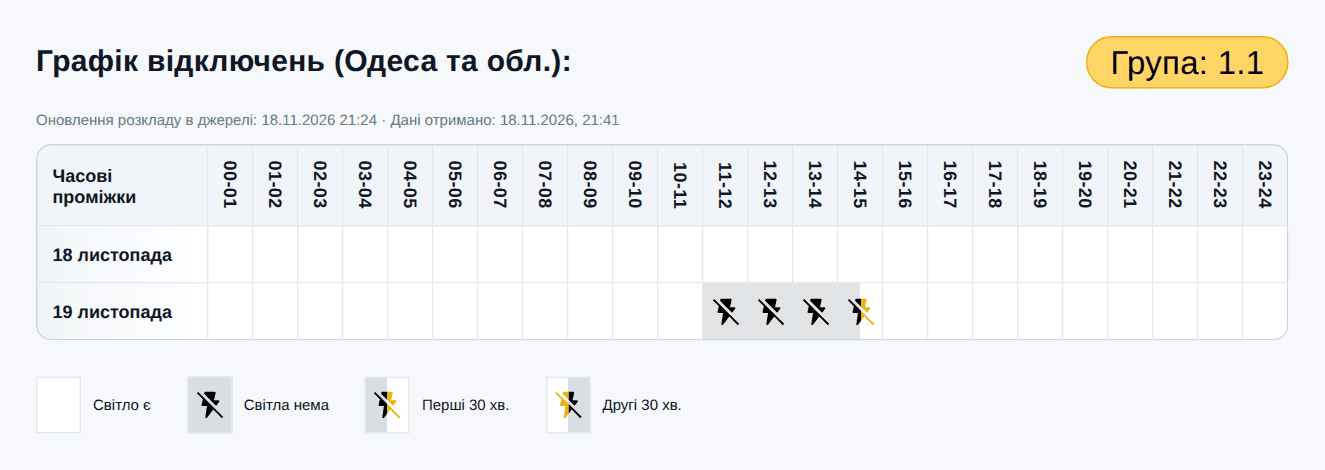 Графік відключень (Одеса та обл.):
Група: 1.1
Оновлення розкладу в джерелі: 18.11.2026 21:24 · Дані отримано: 18.11.2026, 21:41
Часові
проміжки
00-01
01-02
02-03
03-04
04-05
05-06
06-07
07-08
08-09
09-10
10-11
11-12
12-13
13-14
14-15
15-16
16-17
17-18
18-19
19-20
20-21
21-22
22-23
23-24
18 листопада
19 листопада
Світло є
Світла нема
Перші 30 хв.
Другі 30 хв.